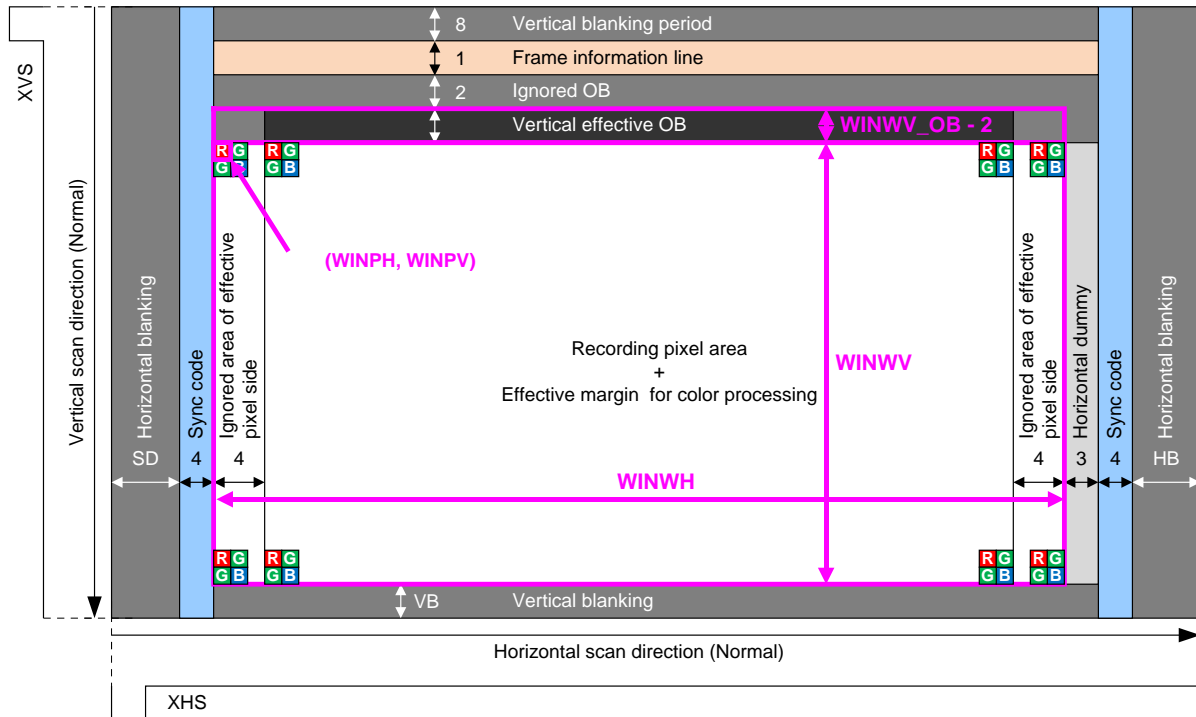 XVS
Vertical scan direction (Normal)
8
Vertical blanking period
1
Frame information line
2
Ignored OB
Vertical effective OB
WINWV_OB - 2
R G R G R G R G
G B G B G B G B
(WINPH, WINPV)
Horizontal blanking
SD
Sync code
4
Ignored area of effective
pixel side
4
Recording pixel area
+
Effective margin for color processing
WINWV
WINWH
Ignored area of effective
pixel side
4
Horizontal dummy
3
Sync code
4
Horizontal blanking
HB
R G R G R G R G
G B G B G B G B
VB
Vertical blanking
Horizontal scan direction (Normal)
XHS